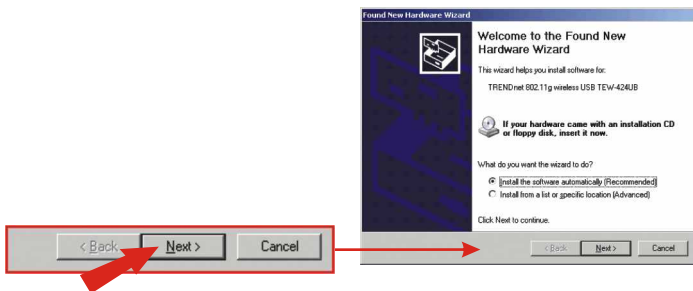 Found New Hardware Wizard
Welcome to the Found New
Hardware Wizard
This wizard helps you install software for:
TRENDnet 802.11g wireless USB TEW-424UB
If your hardware came with an installation CD
or floppy disk, insert it now.
What do you want the wizard to do?
Install the software automatically (Recommended)
Install from a list or specific location (Advanced)
Click Next to continue.
< Back Next > Cancel
< Back Next > Cancel